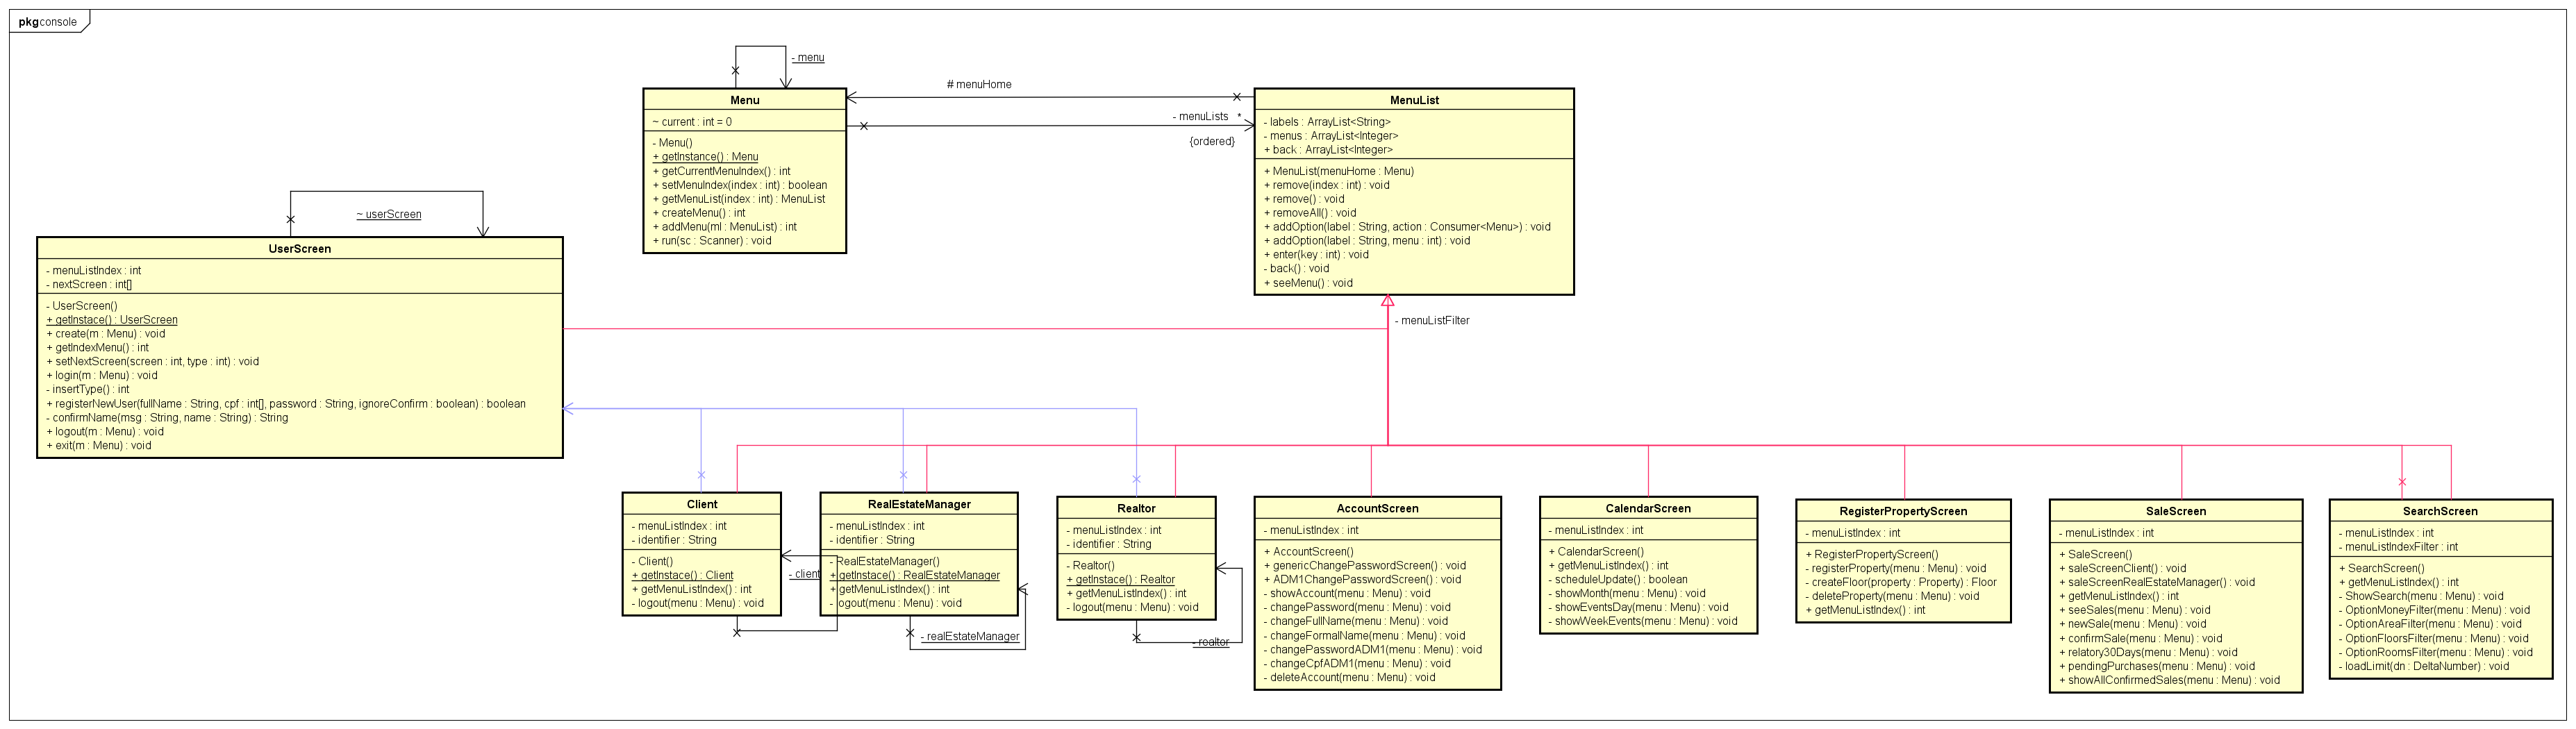 pkg console
- menu
# menuHome
- menuLists *
{ordered}
Menu
~ current : int = 0
- Menu()
+ getInstance() : Menu
+ getCurrentMenuIndex() : int
+ setMenuIndex(index : int) : boolean
+ getMenuList(index : int) : MenuList
+ createMenu() : int
+ addMenu(ml : MenuList) : int
+ run(sc : Scanner) : void
MenuList
- labels : ArrayList<String>
- menus : ArrayList<Integer>
+ back : ArrayList<Integer>
+ MenuList(menuHome : Menu)
+ remove(index : int) : void
+ remove() : void
+ removeAll() : void
+ addOption(label : String, action : Consumer<Menu>) : void
+ addOption(label : String, menu : int) : void
+ enter(key : int) : void
- back() : void
+ seeMenu() : void
~ userScreen
UserScreen
- menuListIndex : int
- nextScreen : int[]
- UserScreen()
+ getInstace() : UserScreen
+ create(m : Menu) : void
+ getIndexMenu() : int
+ setNextScreen(screen : int, type : int) : void
+ login(m : Menu) : void
- insertType() : int
+ registerNewUser(fullName : String, cpf : int[], password : String, ignoreConfirm : boolean) : boolean
- confirmName(msg : String, name : String) : String
+ logout(m : Menu) : void
+ exit(m : Menu) : void
- menuListFilter
Client
- menuListIndex : int
- identifier : String
- Client()
+ getInstace() : Client
+ getMenuListIndex() : int
- logout(menu : Menu) : void
- client
RealEstateManager
- menuListIndex : int
- identifier : String
- RealEstateManager()
+ getInstace() : RealEstateManager
+ getMenuListIndex() : int
- logout(menu : Menu) : void
- realEstateManager
Realtor
- menuListIndex : int
- identifier : String
- Realtor()
+ getInstace() : Realtor
+ getMenuListIndex() : int
- logout(menu : Menu) : void
- realtor
AccountScreen
- menuListIndex : int
+ AccountScreen()
+ genericChangePasswordScreen() : void
+ ADM1ChangePasswordScreen() : void
- showAccount(menu : Menu) : void
- changePassword(menu : Menu) : void
- changeFullName(menu : Menu) : void
- changeFormalName(menu : Menu) : void
- changePasswordADM1(menu : Menu) : void
- changeCpfADM1(menu : Menu) : void
- deleteAccount(menu : Menu) : void
CalendarScreen
- menuListIndex : int
+ CalendarScreen()
+ getMenuListIndex() : int
- scheduleUpdate() : boolean
- showMonth(menu : Menu) : void
- showEventsDay(menu : Menu) : void
- showWeekEvents(menu : Menu) : void
RegisterPropertyScreen
- menuListIndex : int
+ RegisterPropertyScreen()
- registerProperty(menu : Menu) : void
- createFloor(property : Property) : Floor
- deleteProperty(menu : Menu) : void
+ getMenuListIndex() : int
SaleScreen
- menuListIndex : int
+ SaleScreen()
+ saleScreenClient() : void
+ saleScreenRealEstateManager() : void
+ getMenuListIndex() : int
+ seeSales(menu : Menu) : void
+ newSale(menu : Menu) : void
+ confirmSale(menu : Menu) : void
+ relatory30Days(menu : Menu) : void
+ pendingPurchases(menu : Menu) : void
+ showAllConfirmedSales(menu : Menu) : void
SearchScreen
- menuListIndex : int
- menuListIndexFilter : int
+ SearchScreen()
+ getMenuListIndex() : int
- ShowSearch(menu : Menu) : void
- OptionMoneyFilter(menu : Menu) : void
- OptionAreaFilter(menu : Menu) : void
- OptionFloorsFilter(menu : Menu) : void
- OptionRoomsFilter(menu : Menu) : void
- loadLimit(dn : DeltaNumber) : void